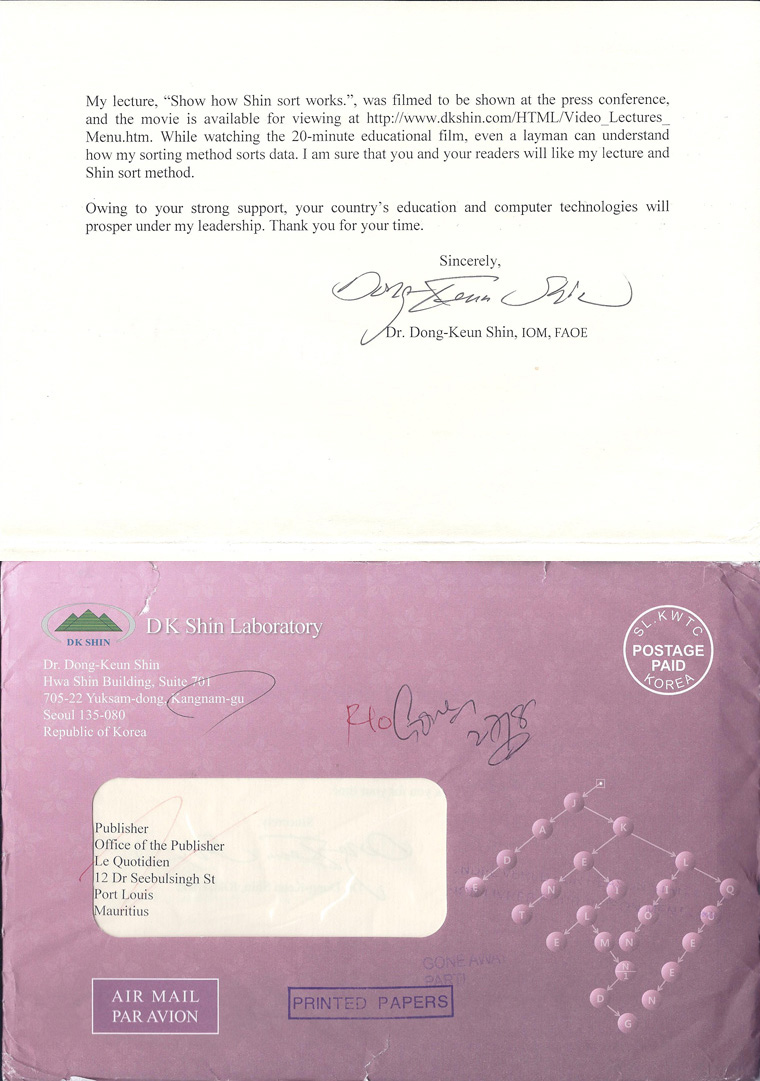 My lecture, “Show how Shin sort works.”, was filmed to be shown at the press conference,
and the movie is available for viewing at http://www.dkshin.com/HTML/Video_Lectures_
Menu.htm. While watching the 20-minute educational film, even a layman can understand
how my sorting method sorts data. I am sure that you and your readers will like my lecture and
Shin sort method.
Owing to your strong support, your country’s education and computer technologies will
prosper under my leadership. Thank you for your time.
Sincerely,
Dong-Keun Shin
Dr. Dong-Keun Shin, IOM, FAOE
DK SHIN
DK Shin Laboratory
Dr. Dong-Keun Shin
Hwa Shin Building, Suite 701
705-22 Yuksam-dong, Kangnam-gu
Seoul 135-080
Republic of Korea
SL.KWTC
POSTAGE
PAID
KOREA
Publisher
Office of the Publisher
Le Quotidien
12 Dr Seebulsingh St
Port Louis
Mauritius
J
A K
D E L
E N I Q
T L O
E M N E
E
D N
G
GONE AWAY
AIR MAIL
PAR AVION
PRINTED PAPERS